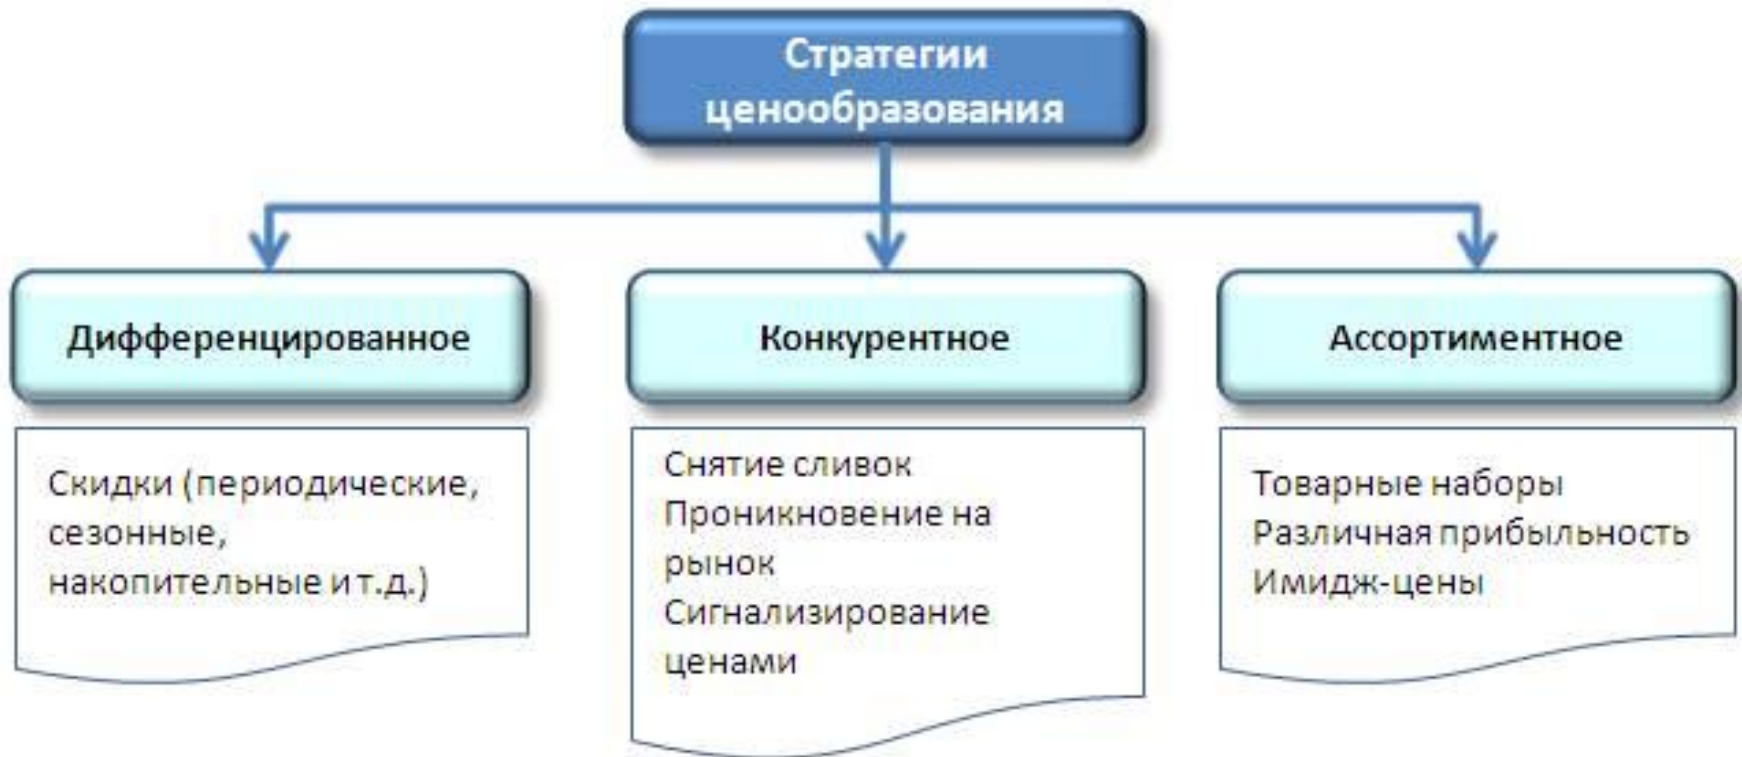 Стратегии
ценообразования
Дифференцированное
Скидки (периодические,
сезонные,
накопительные и т.д.)
Конкурентное
Снятие сливок
Проникновение на
рынок
Сигнализирование
ценами
Ассортиментное
Товарные наборы
Различная прибыльность
Имидж-цены